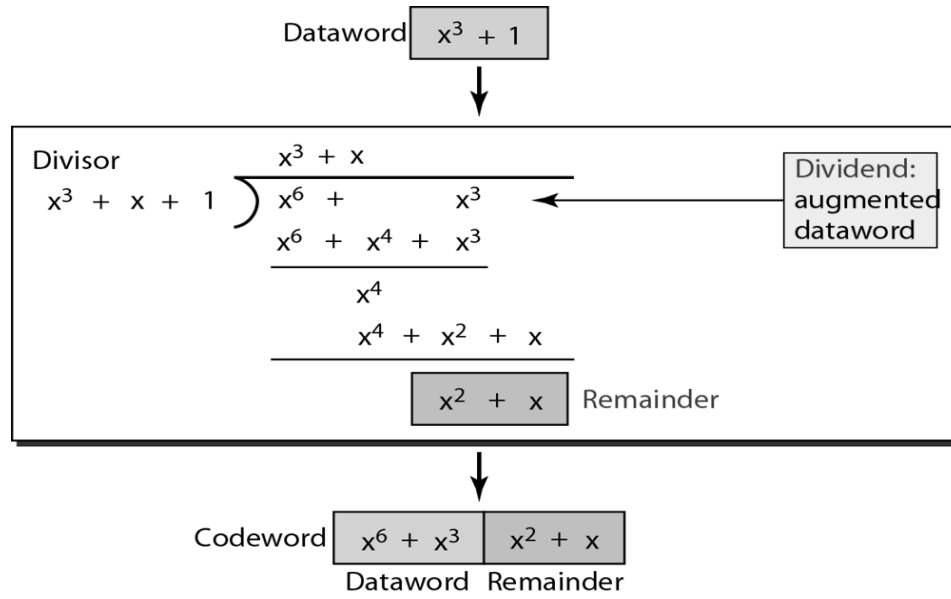 Dataword x³ + 1
Divisor
x³ + x
x³ + x + 1
x⁶ + x³
Dividend:
augmented
dataword
x⁶ + x⁴ + x³
x⁴
x⁴ + x² + x
x² + x Remainder
Codeword x⁶ + x³ x² + x
Dataword Remainder